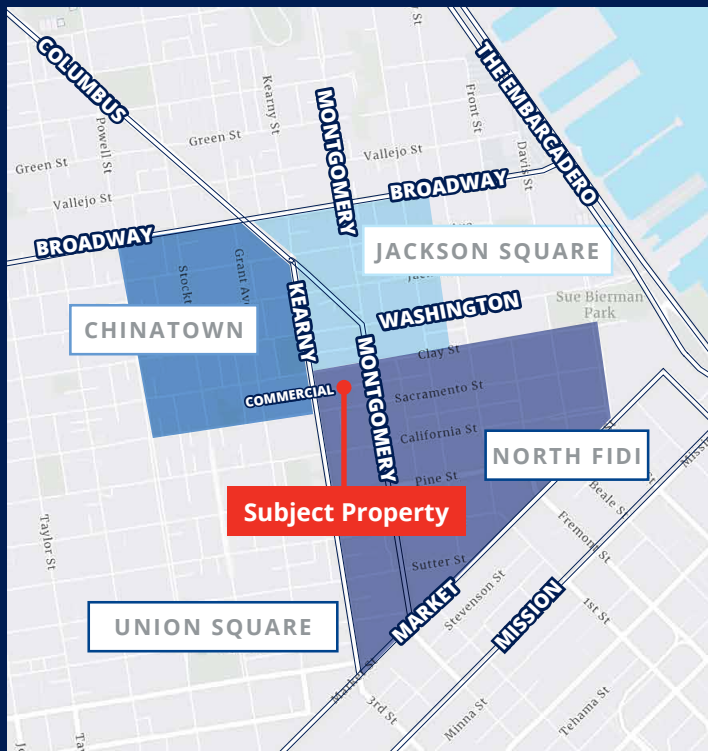 COLUMBUS
Powell St
Kearny St
MONTGOMERY
Front St
THE EMBARCADERO
Green St
Green St
Vallejo St
Davis St
Vallejo St
BROADWAY
BROADWAY
JACKSON SQUARE
Grant Ave
KEARNY
WASHINGTON
Sue Bierman
Park
CHINATOWN
MONTGOMERY
Clay St
COMMERCIAL
Sacramento St
California St
NORTH FIDI
Pine St
Subject Property
Beale St
Fremont St
Taylor St
Sutter St
Stevenson St
1st St
UNION SQUARE
MARKET
MISSION
Market St
3rd St
Minna St
Tehama St